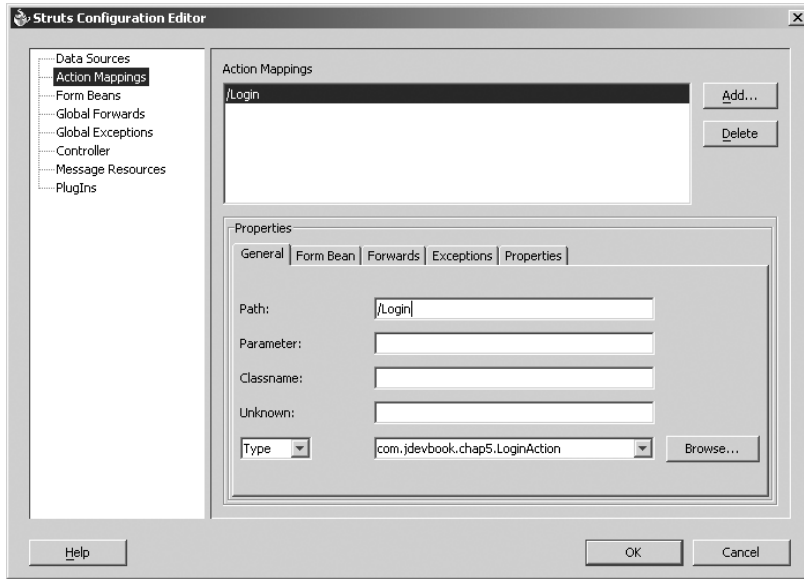 Struts Configuration Editor
Data Sources
Action Mappings
Form Beans
Global Forwards
Global Exceptions
Controller
Message Resources
PlugIns
Action Mappings
/Login
Add...
Delete
Properties
General Form Bean Forwards Exceptions Properties
Path: /Login
Parameter:
Classname:
Unknown:
Type com.jdevbook.chap5.LoginAction Browse...
Help OK Cancel